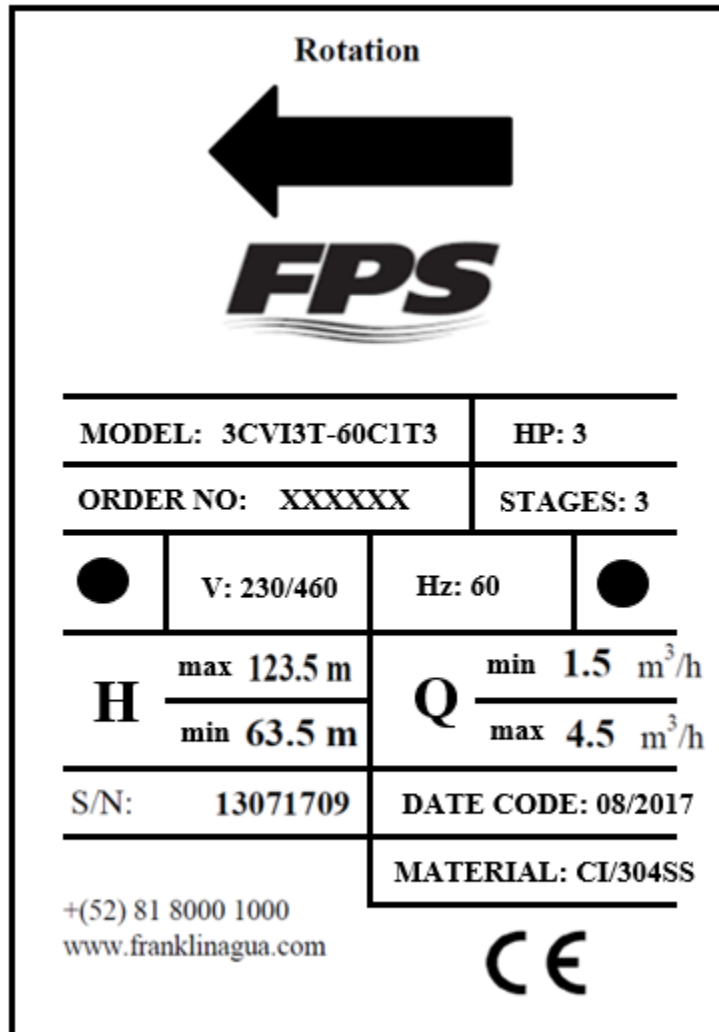 Rotation
FPS
MODEL: 3CVI3T-60C1T3 HP: 3
ORDER NO: XXXXXX STAGES: 3
V: 230/460 Hz: 60
H max 123.5 m Q min 1.5 m³/h
min 63.5 m max 4.5 m³/h
S/N: 13071709 DATE CODE: 08/2017
MATERIAL: CI/304SS
+(52) 81 8000 1000
www.franklinagua.com
CE